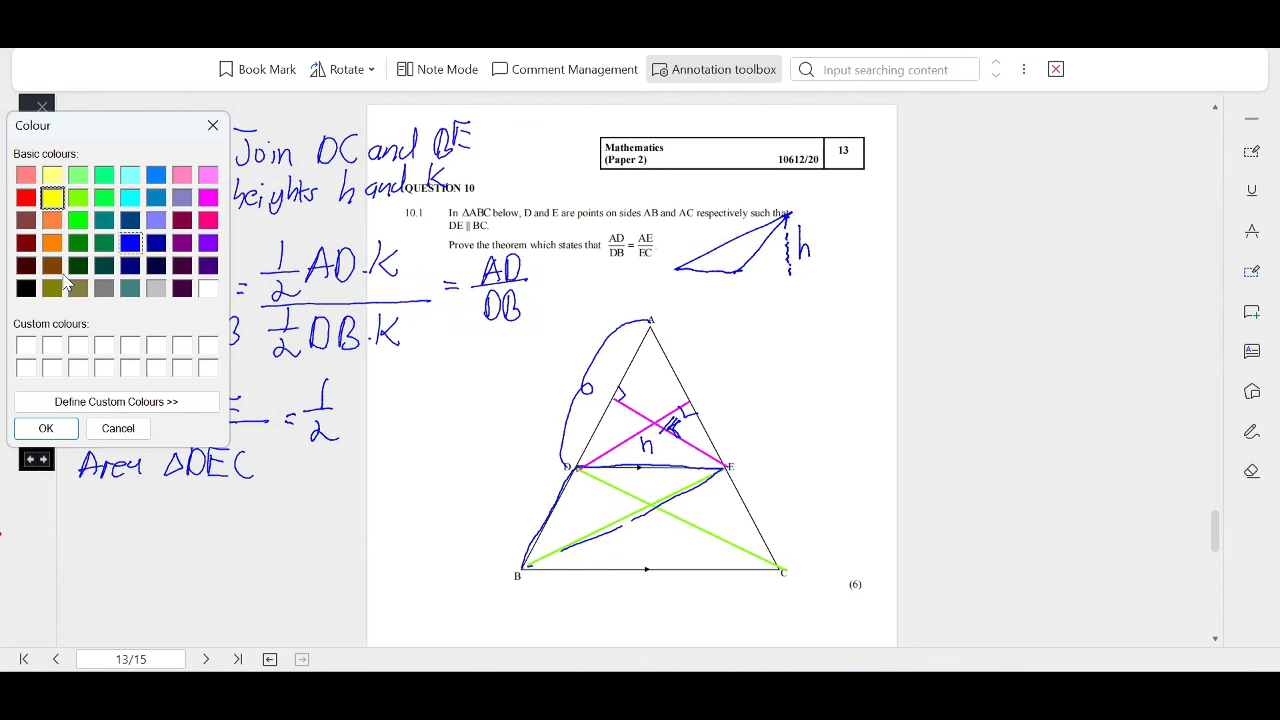 Book Mark Rotate Note Mode Comment Management Annotation toolbox Input searching content
Colour
Basic colours:
Custom colours:
Define Custom Colours >>
OK Cancel
Join DC and BE
heights h and K
= 1/2 AD.K / 1/2 DB.K = AD/DB
= 1/2
Area △DEC
Mathematics
(Paper 2) 10612/20 13
QUESTION 10
10.1 In ΔABC below, D and E are points on sides AB and AC respectively such that
DE || BC.
Prove the theorem which states that AD/DB = AE/EC.
h
A
h
D E
B C
(6)
13/15